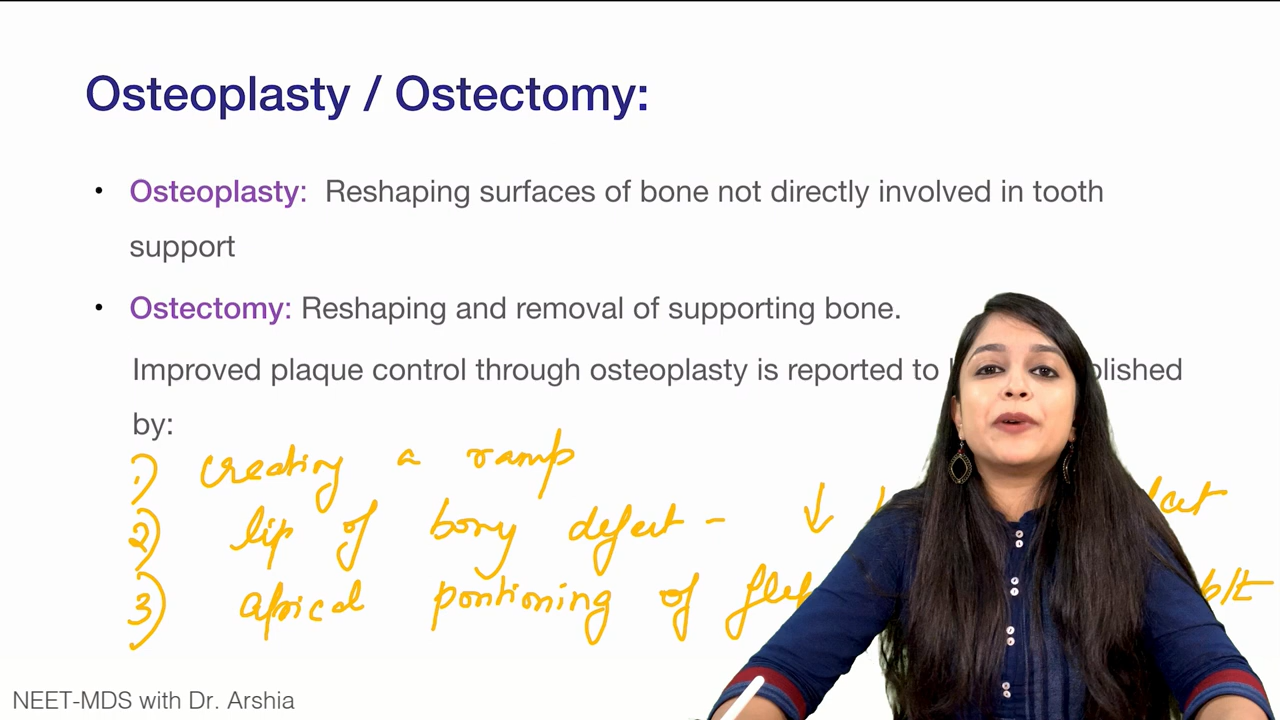 Osteoplasty / Ostectomy:
• Osteoplasty: Reshaping surfaces of bone not directly involved in tooth
support
• Ostectomy: Reshaping and removal of supporting bone.
Improved plaque control through osteoplasty is reported to
by:
1) creating a ramp
2) lip of bony defect - ↓
3) apical positioning of b/t
NEET-MDS with Dr. Arshia